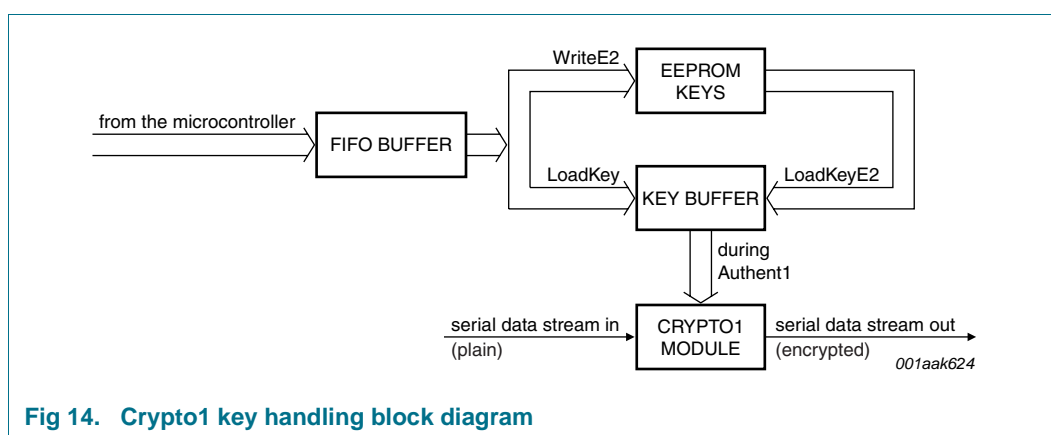 WriteE2
EEPROM
KEYS
from the microcontroller
FIFO BUFFER
LoadKey
LoadKeyE2
KEY BUFFER
during
Authent1
serial data stream in
(plain)
CRYPTO1
MODULE
serial data stream out
(encrypted)
001aak624
Fig 14. Crypto1 key handling block diagram